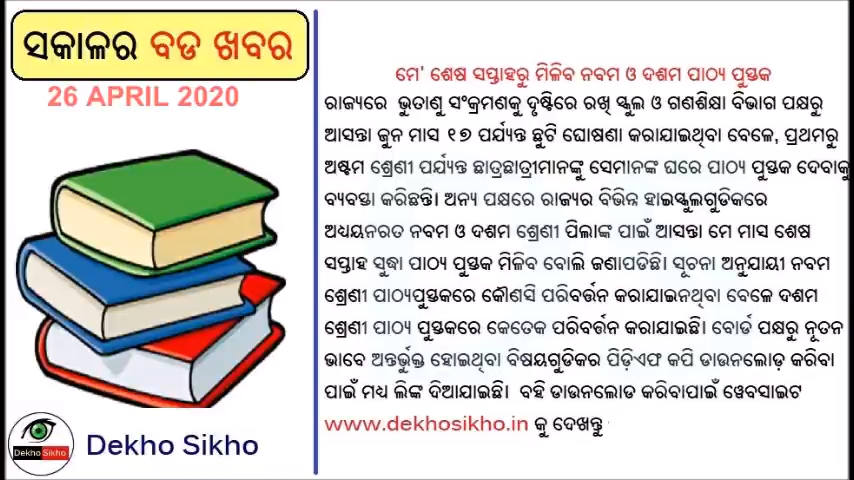 ସକାଳର ବଡ ଖବର
26 APRIL 2020
ମେ' ଶେଷ ସପ୍ତାହରୁ ମିଳିବ ନବମ ଓ ଦଶମ ପାଠ୍ୟ ପୁସ୍ତକ
ରାଜ୍ୟରେ ଭୁତାଣୁ ସଂକ୍ରମଣକୁ ଦୃଷ୍ଟିରେ ରଖି ସ୍କୁଲ ଓ ଗଣଶିକ୍ଷା ବିଭାଗ ପକ୍ଷରୁ
ଆସନ୍ତା ଜୁନ ମାସ ୧୭ ପର୍ଯ୍ୟନ୍ତ ଛୁଟି ଘୋଷଣା କରାଯାଇଥିବା ବେଳେ, ପ୍ରଥମରୁ
ଅଷ୍ଟମ ଶ୍ରେଣୀ ପର୍ଯ୍ୟନ୍ତ ଛାତ୍ରଛାତ୍ରୀମାନଙ୍କୁ ସେମାନଙ୍କ ଘରେ ପାଠ୍ୟ ପୁସ୍ତକ ଦେବାକୁ
ବ୍ୟବସ୍ତା କରିଛନ୍ତି। ଅନ୍ୟ ପକ୍ଷରେ ରାଜ୍ୟର ବିଭିନ୍ନ ହାଇସ୍କୁଲଗୁଡିକରେ
ଅଧ୍ୟୟନରତ ନବମ ଓ ଦଶମ ଶ୍ରେଣୀ ପିଲାଙ୍କ ପାଇଁ ଆସନ୍ତା ମେ ମାସ ଶେଷ
ସପ୍ତାହ ସୁଦ୍ଧା ପାଠ୍ୟ ପୁସ୍ତକ ମିଳିବ ବୋଲି ଜଣାପଡିଛି। ସୂଚନା ଅନୁଯାୟୀ ନବମ
ଶ୍ରେଣୀ ପାଠ୍ୟପୁସ୍ତକରେ କୌଣସି ପରିବର୍ତ୍ତନ କରାଯାଇନଥିବା ବେଳେ ଦଶମ
ଶ୍ରେଣୀ ପାଠ୍ୟ ପୁସ୍ତକରେ କେତେକ ପରିବର୍ତ୍ତନ କରାଯାଇଛି। ବୋର୍ଡ ପକ୍ଷରୁ ନୂତନ
ଭାବେ ଅନ୍ତର୍ଭୁକ୍ତ ହୋଇଥିବା ବିଷୟଗୁଡିକର ପିଡ଼ିଏଫ କପି ଡାଉନଲୋଡ଼ କରିବା
ପାଇଁ ମଧ୍ୟ ଲିଙ୍କ ଦିଆଯାଇଛି। ବହି ଡାଉନଲୋଡ କରିବାପାଇଁ ୱେବସାଇଟ
www.dekhosikho.in କୁ ଦେଖନ୍ତୁ
Dekho Sikho
Dekho Sikho